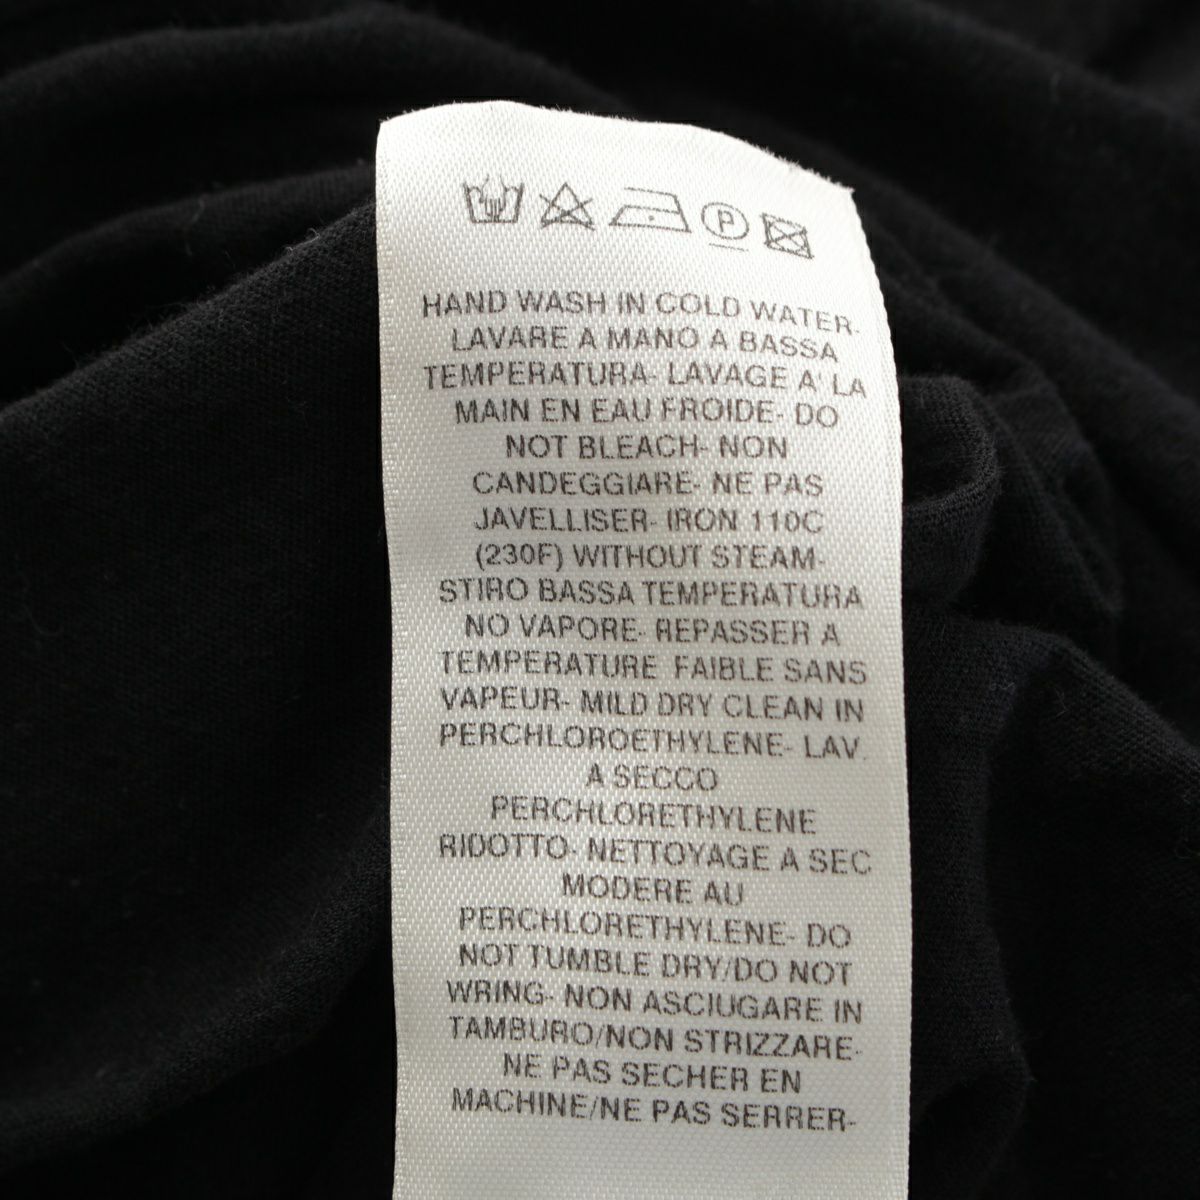 P
HAND WASH IN COLD WATER-
LAVARE A MANO A BASSA
TEMPERATURA- LAVAGE A' LA
MAIN EN EAU FROIDE- DO
NOT BLEACH- NON
CANDEGGIARE- NE PAS
JAVELLISER- IRON 110C
(230F) WITHOUT STEAM-
STIRO BASSA TEMPERATURA
NO VAPORE- REPASSER A
TEMPERATURE FAIBLE SANS
VAPEUR- MILD DRY CLEAN IN
PERCHLOROETHYLENE- LAV.
A SECCO
PERCHLORETHYLENE
RIDOTTO- NETTOYAGE A SEC
MODERE AU
PERCHLORETHYLENE- DO
NOT TUMBLE DRY/DO NOT
WRING- NON ASCIUGARE IN
TAMBURO/NON STRIZZARE-
NE PAS SECHER EN
MACHINE/NE PAS SERRER-